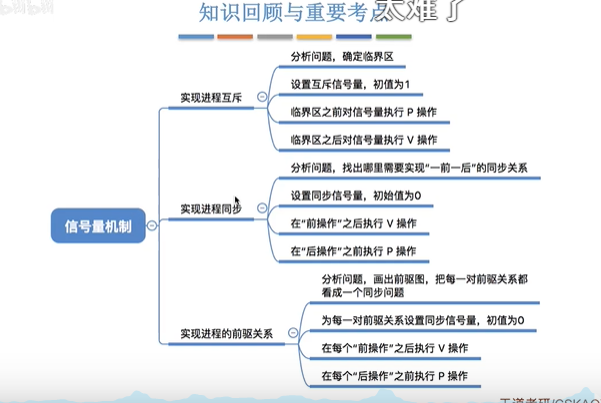 知识回顾与重要考点
太难了
分析问题，确定临界区
设置互斥信号量，初值为1
实现进程互斥
临界区之前对信号量执行 P 操作
临界区之后对信号量执行 V 操作
分析问题，找出哪里需要实现“一前一后”的同步关系
设置同步信号量，初始值为0
实现进程同步
在“前操作”之后执行 V 操作
在“后操作”之前执行 P 操作
信号量机制
分析问题，画出前驱图，把每一对前驱关系都
看成一个同步问题
为每一对前驱关系设置同步信号量，初值为0
实现进程的前驱关系
在每个“前操作”之后执行 V 操作
在每个“后操作”之前执行 P 操作
王道考研/CSKAO